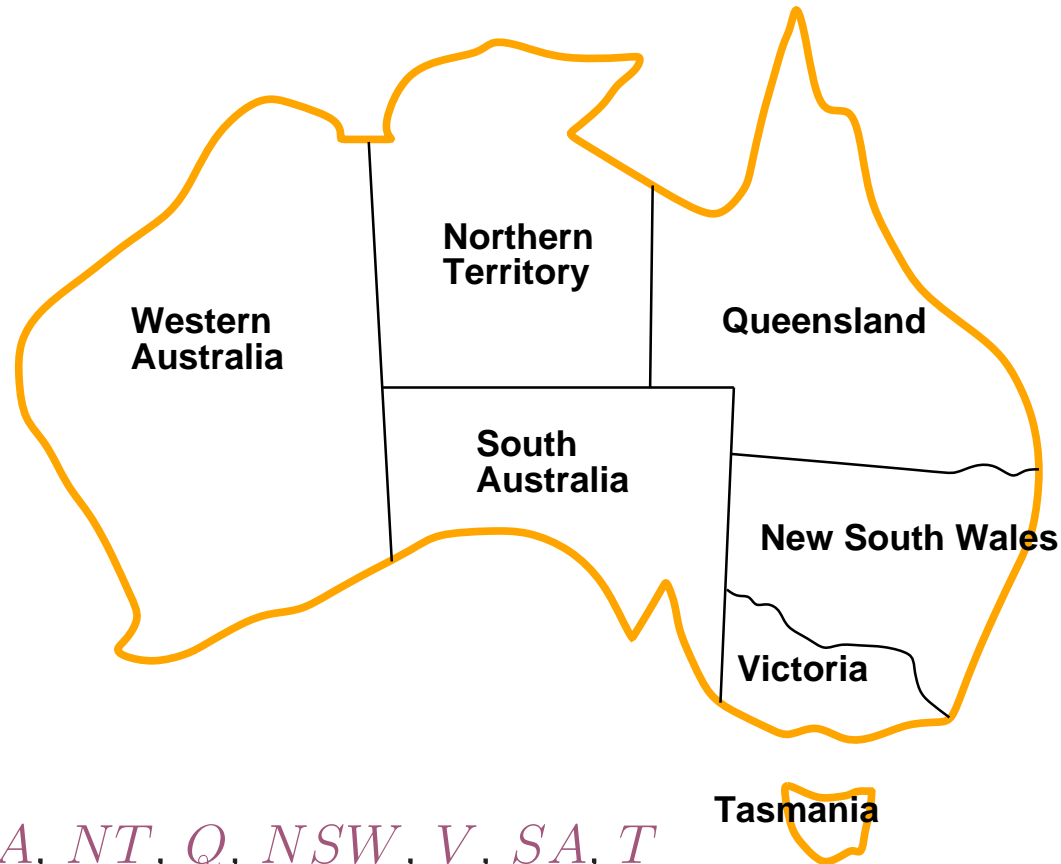 Northern
Territory
Western
Australia
Queensland
South
Australia
New South Wales
Victoria
Tasmania
A, NT, Q, NSW, V, SA, T